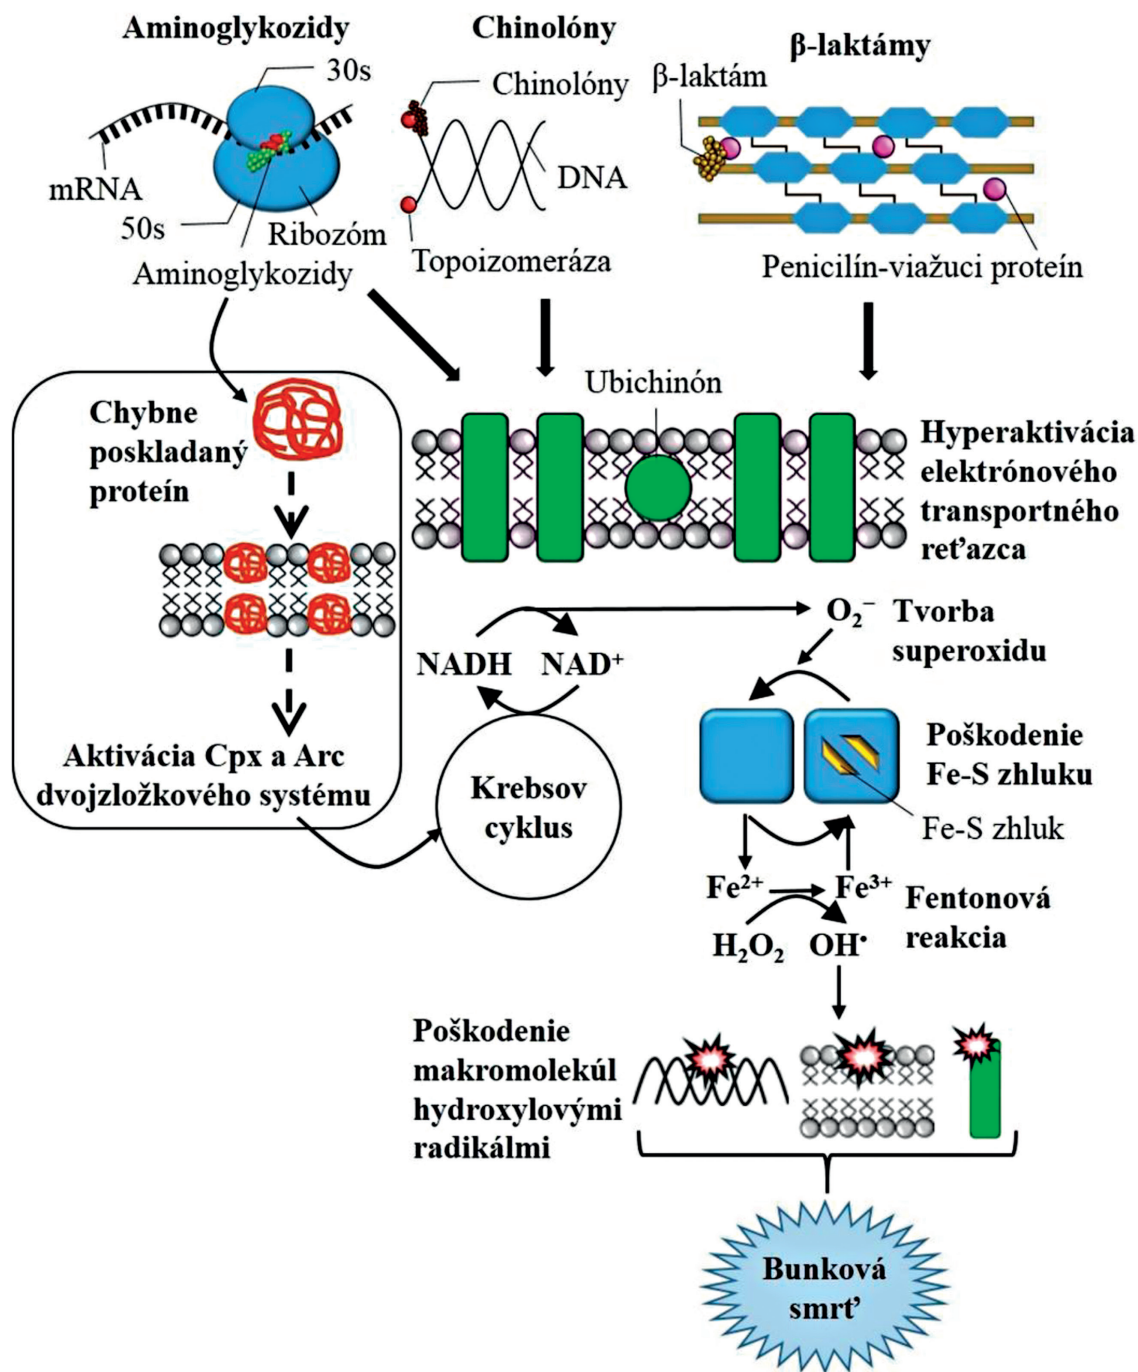 Aminoglykozidy
30s
mRNA
50s
Ribozóm
Aminoglykozidy
Chinolóny
Chinolóny
DNA
Topoizomeráza
β-laktámy
β-laktám
Penicilín-viažuci proteín
Chybne
poskladaný
proteín
Aktivácia Cpx a Arc
dvojzložkového systému
Ubichinón
Hyperaktivácia
elektrónového
transportného
reťazca
NADH
NAD⁺
O₂⁻
Tvorba
superoxidu
Krebsov
cyklus
Poškodenie
Fe-S zhluku
Fe-S zhluk
Fe²⁺
Fe³⁺
H₂O₂
OH•
Fentonová
reakcia
Poškodenie
makromolekúl
hydroxylovými
radikálmi
Bunková
smrť